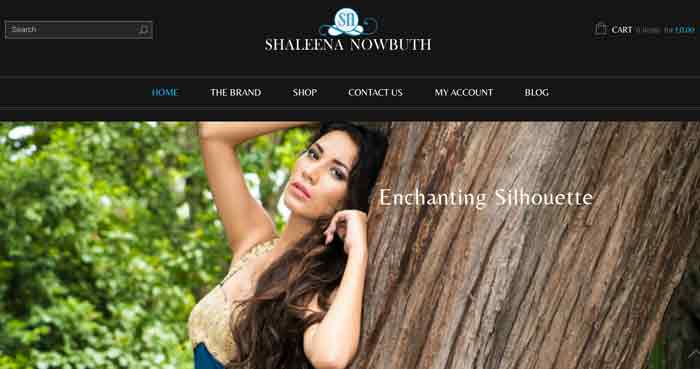 Search
SN
SHALEENA NOWBUTH
CART 0 items for £0.00
HOME THE BRAND SHOP CONTACT US MY ACCOUNT BLOG
Enchanting Silhouette